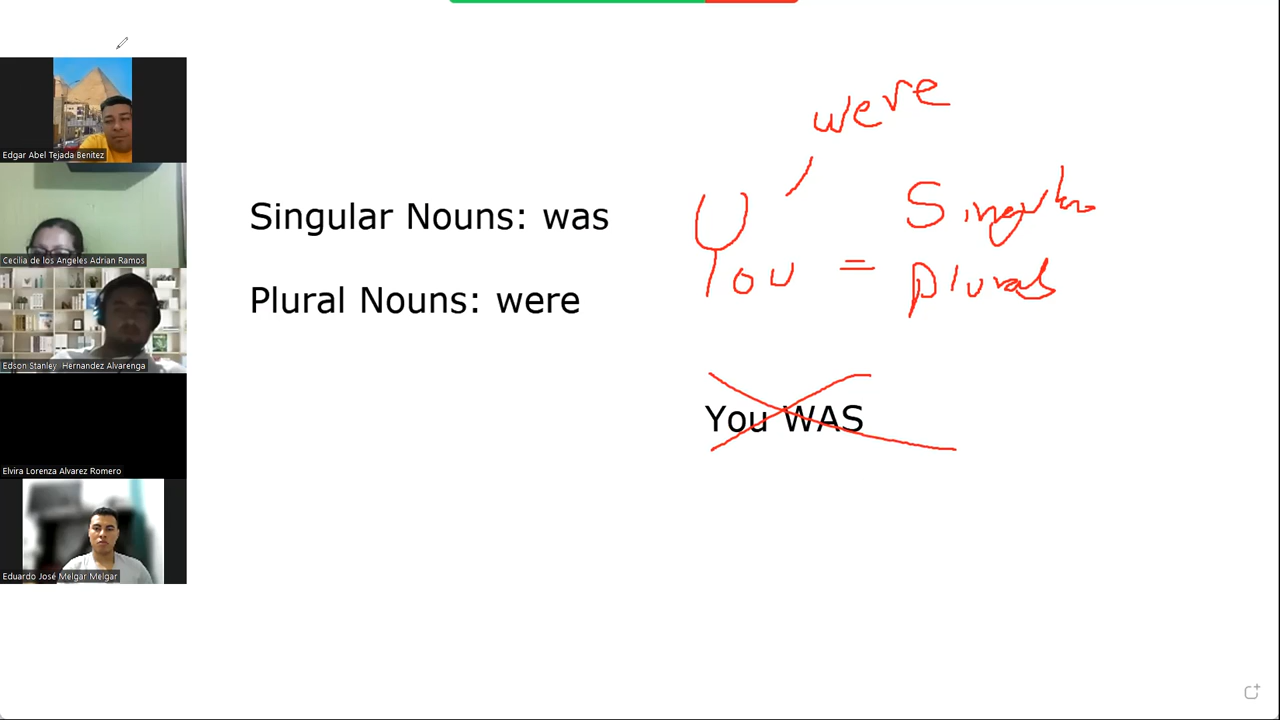 Edgar Abel Tejada Benitez
Cecilia de los Angeles Adrian Ramos
Edson Stanley Hernandez Alvarenga
Elvira Lorenza Alvarez Romero
Eduardo José Melgar Melgar
Singular Nouns: was
Plural Nouns: were
were
You = Singular
plural
You WAS